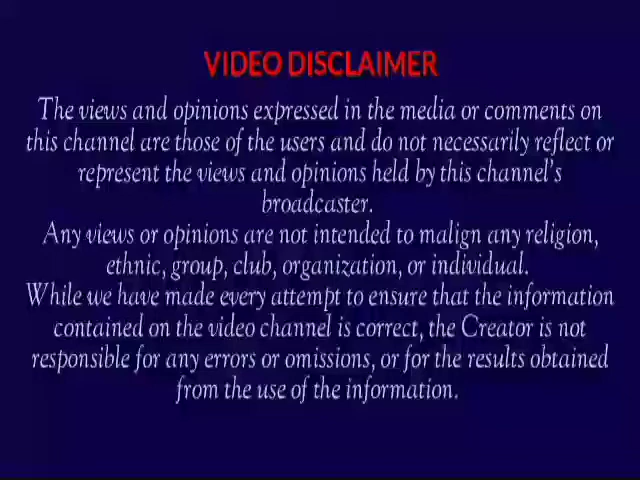 VIDEO DISCLAIMER
The views and opinions expressed in the media or comments on
this channel are those of the users and do not necessarily reflect or
represent the views and opinions held by this channel's
broadcaster.
Any views or opinions are not intended to malign any religion,
ethnic, group, club, organization, or individual.
While we have made every attempt to ensure that the information
contained on the video channel is correct, the Creator is not
responsible for any errors or omissions, or for the results obtained
from the use of the information.